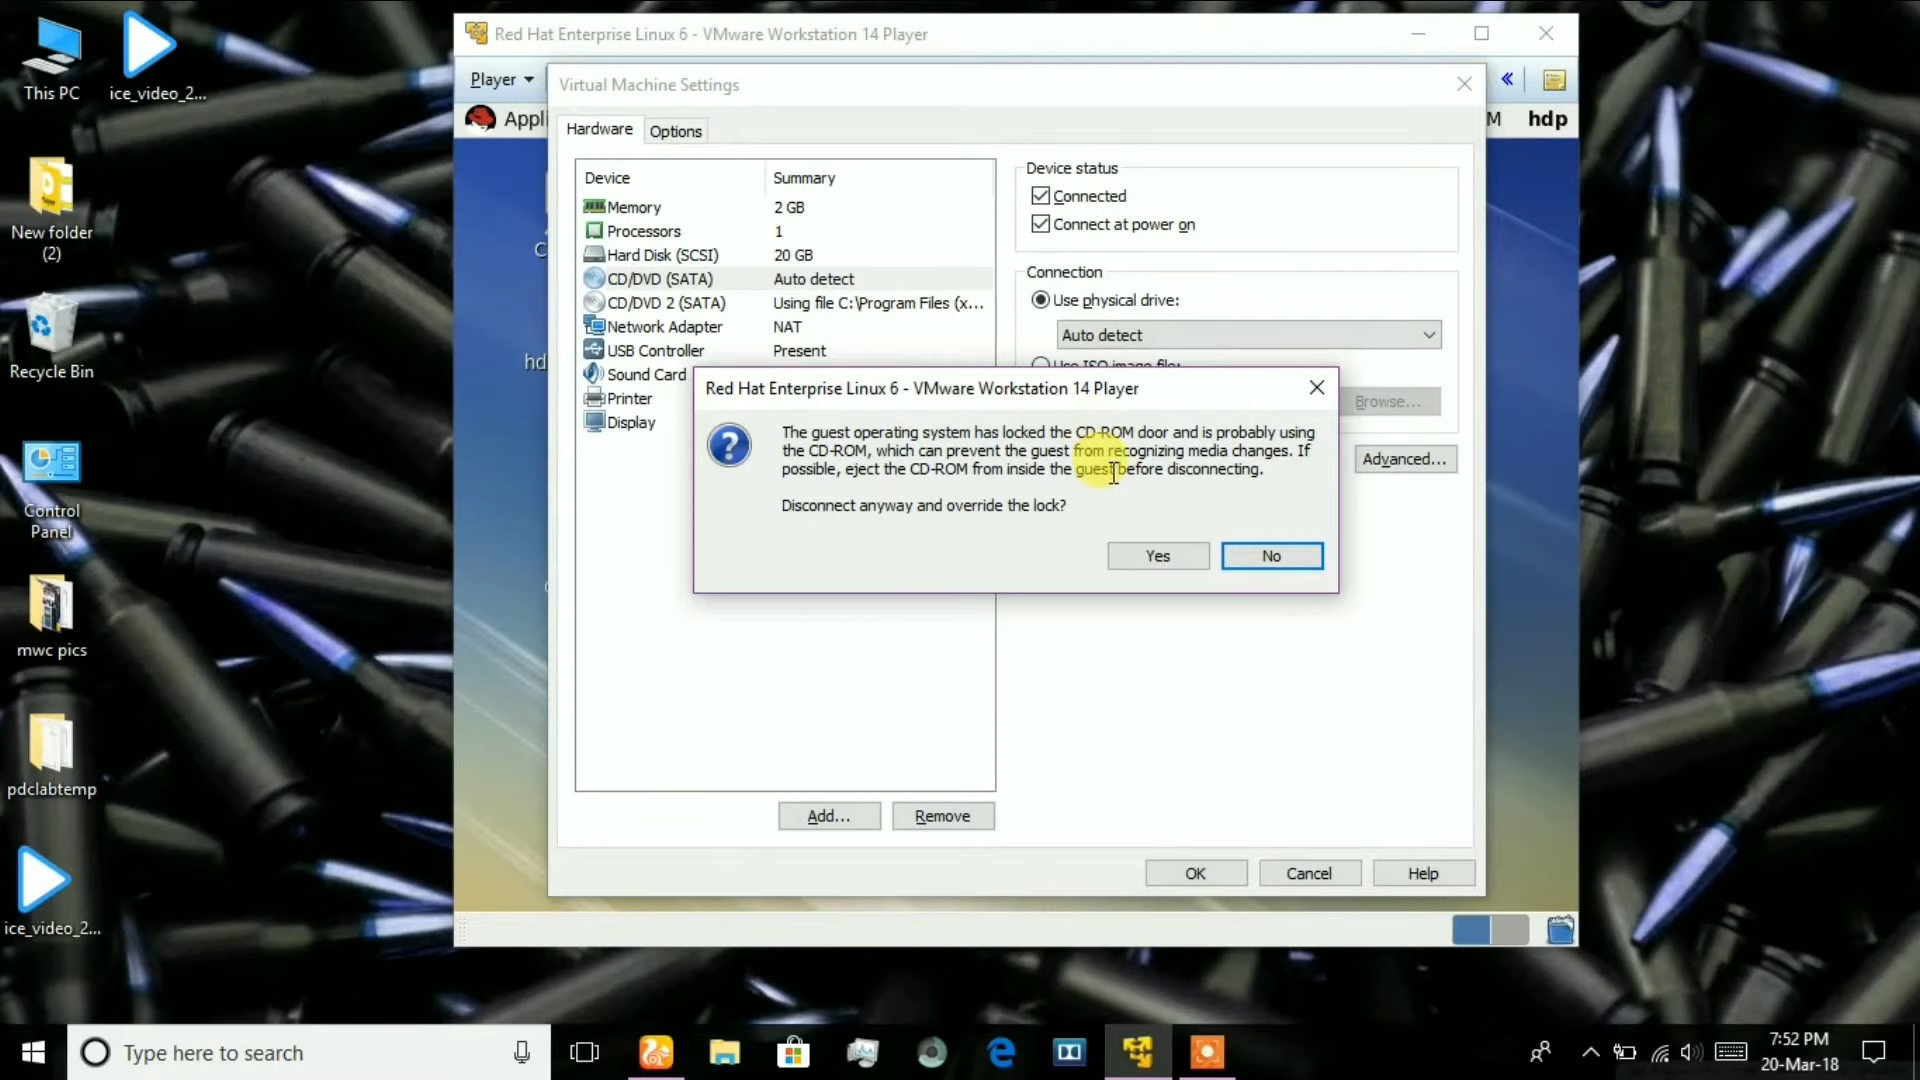 This PC
ice_video_2...
New folder
(2)
Recycle Bin
Control
Panel
mwc pics
pdclabtemp
ice_video_2...
Red Hat Enterprise Linux 6 - VMware Workstation 14 Player
Player
Virtual Machine Settings
Appli
M hdp
Hardware
Options
Device Summary
Memory 2 GB
Processors 1
Hard Disk (SCSI) 20 GB
CD/DVD (SATA) Auto detect
CD/DVD 2 (SATA) Using file C:\Program Files (x...
Network Adapter NAT
USB Controller Present
Sound Card
Printer
Display
Device status
Connected
Connect at power on
Connection
Use physical drive:
Auto detect
Use ISO image file:
Browse...
Advanced...
hd
Red Hat Enterprise Linux 6 - VMware Workstation 14 Player
The guest operating system has locked the CD-ROM door and is probably using
the CD-ROM, which can prevent the guest from recognizing media changes. If
possible, eject the CD-ROM from inside the guest before disconnecting.
Disconnect anyway and override the lock?
Yes
No
Add...
Remove
OK
Cancel
Help
Type here to search
7:52 PM
20-Mar-18